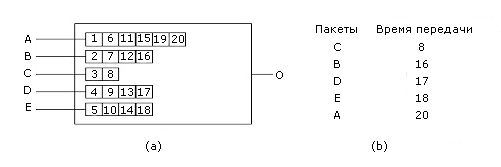 Пакеты Время передачи
A 1 6 11 15 19 20 C 8
B 2 7 12 16 B 16
C 3 8 O D 17
D 4 9 13 17 E 18
E 5 10 14 18 A 20
(a) (b)